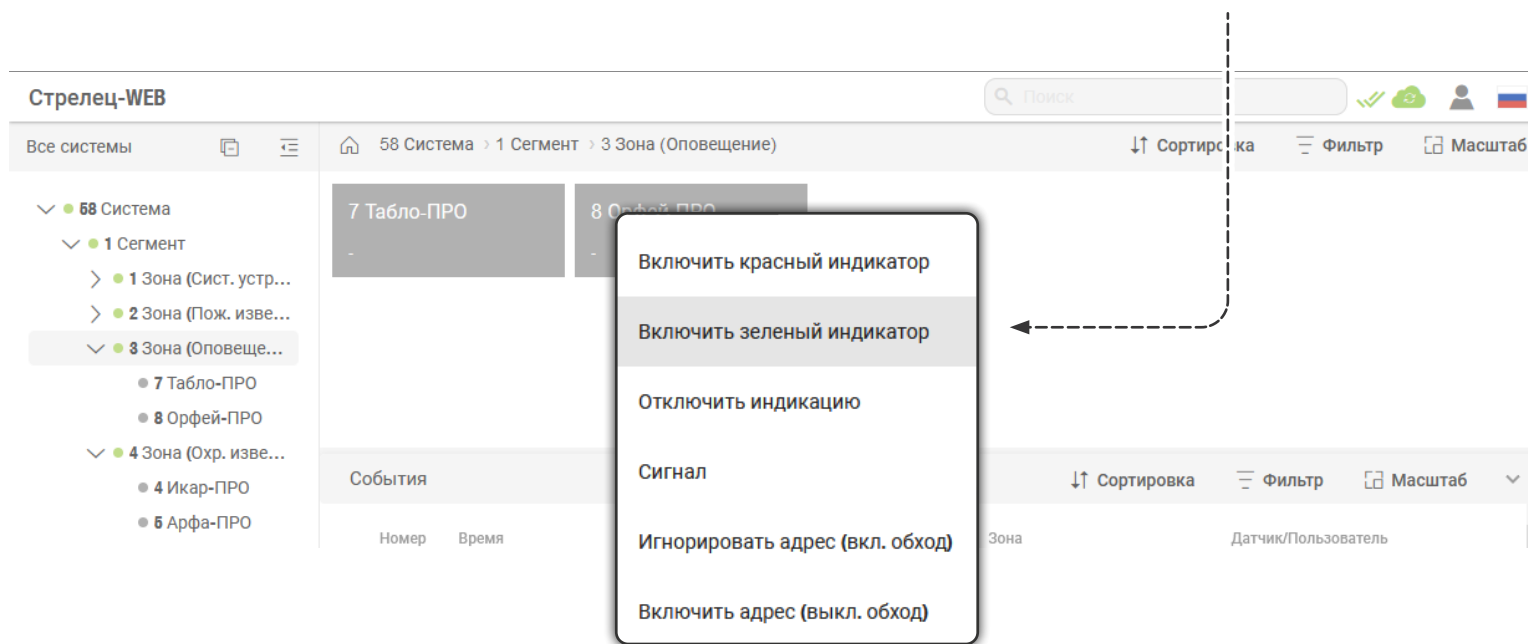 Стрелец-WEB
Поиск
Все системы
58 Система > 1 Сегмент > 3 Зона (Оповещение)
Сортировка
Фильтр
Масштаб
58 Система
1 Сегмент
1 Зона (Сист. устр...
2 Зона (Пож. изве...
3 Зона (Оповеще...
7 Табло-ПРО
8 Орфей-ПРО
4 Зона (Охр. изве...
4 Икар-ПРО
5 Арфа-ПРО
7 Табло-ПРО
-
8 Орфей-ПРО
-
Включить красный индикатор
Включить зеленый индикатор
Отключить индикацию
Сигнал
Игнорировать адрес (вкл. обход)
Включить адрес (выкл. обход)
События
Сортировка
Фильтр
Масштаб
Номер
Время
Зона
Датчик/Пользователь